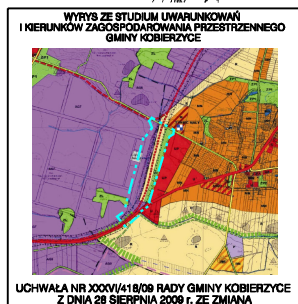 WYRYS ZE STUDIUM UWARUNKOWAŃ
I KIERUNKÓW ZAGOSPODAROWANIA PRZESTRZENNEGO
GMINY KOBIERZYCE
UCHWAŁA NR XXXVI/418/09 RADY GMINY KOBIERZYCE
Z DNIA 28 SIERPNIA 2009 r. ZE ZMIANĄ